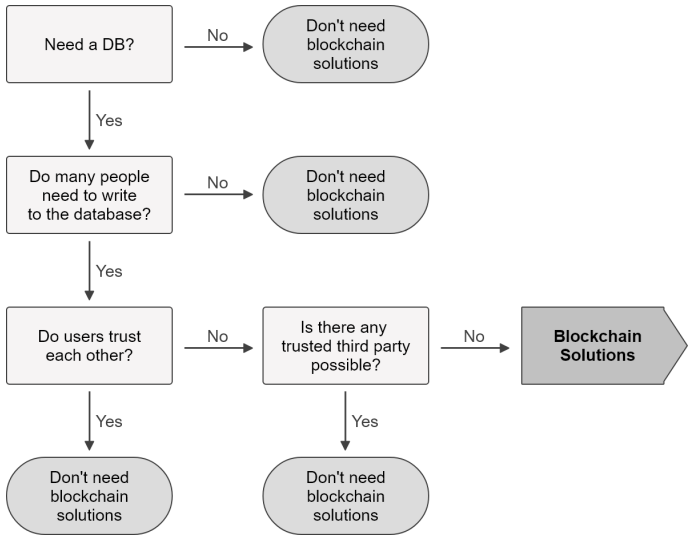 Need a DB?
No
Don't need
blockchain
solutions
Yes
Do many people
need to write
to the database?
No
Don't need
blockchain
solutions
Yes
Do users trust
each other?
No
Is there any
trusted third party
possible?
No
Blockchain
Solutions
Yes
Yes
Don't need
blockchain
solutions
Don't need
blockchain
solutions